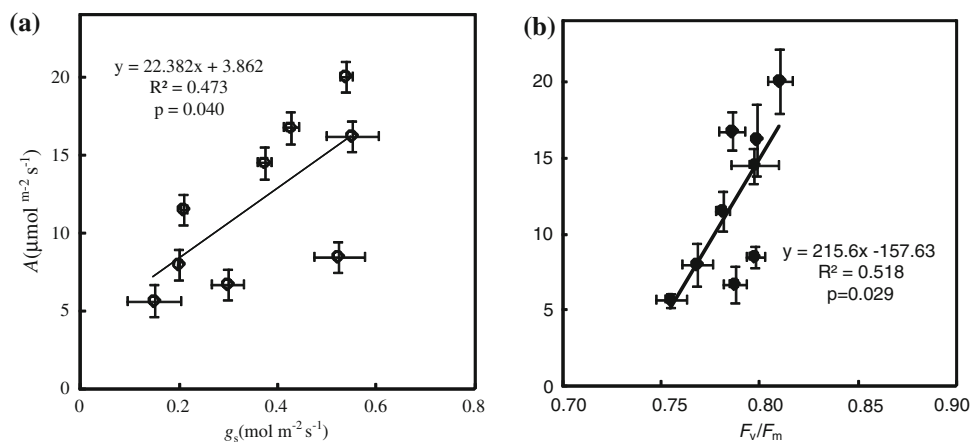 (a)
y = 22.382x + 3.862
R² = 0.473
p = 0.040
20
15
10
5
0
0
0.2
0.4
0.6
0.8
A(μmol m-2 s-1)
gs(mol m-2 s-1)
(b)
y = 215.6x -157.63
R² = 0.518
p=0.029
20
15
10
5
0
0.70
0.75
0.80
0.85
0.90
Fv/Fm